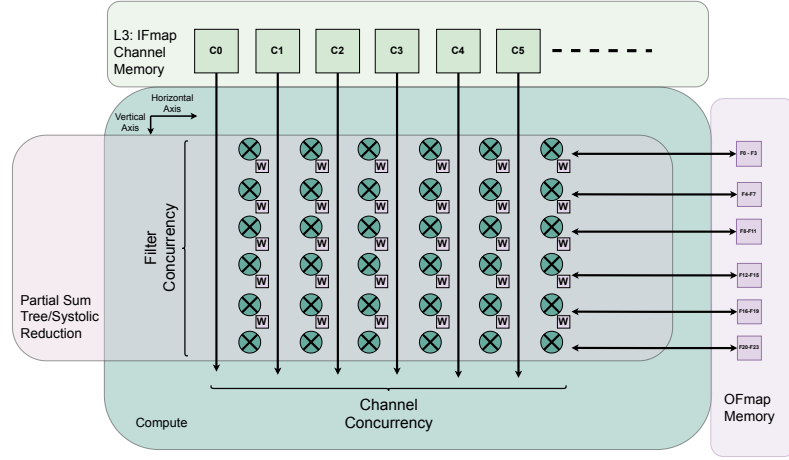 L3: IFmap
Channel
Memory
C0 C1 C2 C3 C4 C5
Horizontal
Axis
Vertical
Axis
Filter
Concurrency
W W W W W W
W W W W W W
W W W W W W
W W W W W W
W W W W W W
F0 - F3
F4-F7
F8-F11
F12-F15
F16-F19
F20-F23
Partial Sum
Tree/Systolic
Reduction
Channel
Concurrency
Compute
OFmap
Memory